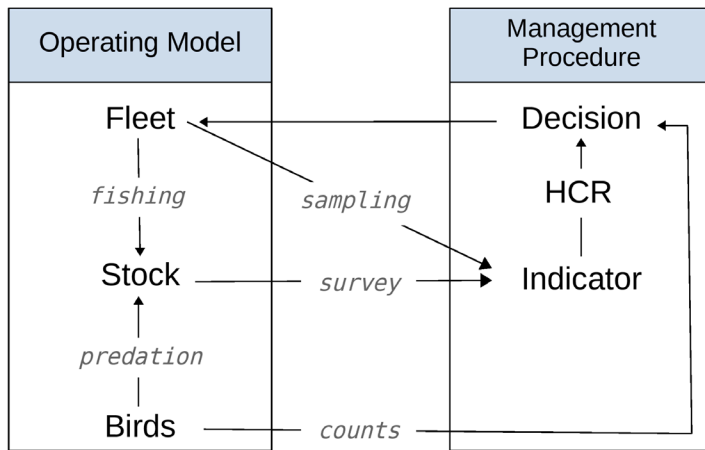 Operating Model
Management
Procedure
Fleet
Decision
fishing
sampling
HCR
Stock
survey
Indicator
predation
Birds
counts